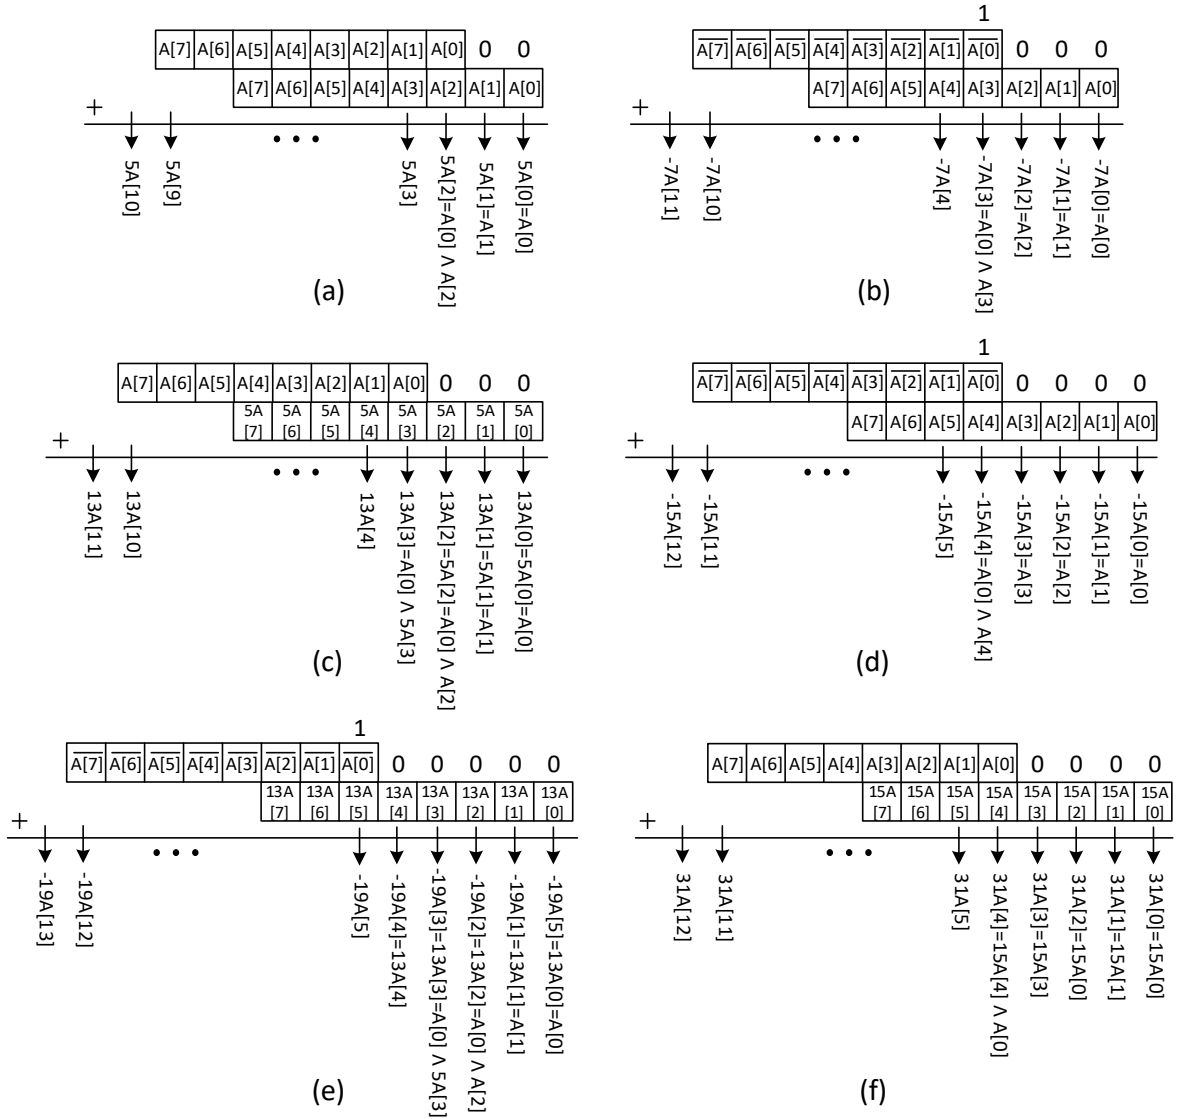 1
A[7] A[6] A[5] A[4] A[3] A[2] A[1] A[0] 0 0
A[7] A[6] A[5] A[4] A[3] A[2] A[1] A[0] 0 0 0
A[7] A[6] A[5] A[4] A[3] A[2] A[1] A[0]
A[7] A[6] A[5] A[4] A[3] A[2] A[1] A[0]
+
+
5A[10]
5A[9]
• • •
5A[3]
5A[2]=A[0] ∧ A[2]
5A[1]=A[1]
5A[0]=A[0]
-7A[11]
-7A[10]
• • •
-7A[4]
-7A[3]=A[0] ∧ A[3]
-7A[2]=A[2]
-7A[1]=A[1]
-7A[0]=A[0]
(a)
(b)
1
A[7] A[6] A[5] A[4] A[3] A[2] A[1] A[0] 0 0 0
A[7] A[6] A[5] A[4] A[3] A[2] A[1] A[0] 0 0 0 0
5A 5A 5A 5A 5A 5A 5A 5A
[7] [6] [5] [4] [3] [2] [1] [0]
A[7] A[6] A[5] A[4] A[3] A[2] A[1] A[0]
+
+
13A[11]
13A[10]
• • •
13A[4]
13A[3]=A[0] ∧ 5A[3]
13A[2]=5A[2]=A[0] ∧ A[2]
13A[1]=5A[1]=A[1]
13A[0]=5A[0]=A[0]
-15A[12]
-15A[11]
• • •
-15A[5]
-15A[4]=A[0] ∧ A[4]
-15A[3]=A[3]
-15A[2]=A[2]
-15A[1]=A[1]
-15A[0]=A[0]
(c)
(d)
1
A[7] A[6] A[5] A[4] A[3] A[2] A[1] A[0] 0 0 0 0 0
A[7] A[6] A[5] A[4] A[3] A[2] A[1] A[0] 0 0 0 0
13A 13A 13A 13A 13A 13A 13A 13A
[7] [6] [5] [4] [3] [2] [1] [0]
15A 15A 15A 15A 15A 15A 15A 15A
[7] [6] [5] [4] [3] [2] [1] [0]
+
+
-19A[13]
-19A[12]
• • •
-19A[5]
-19A[4]=13A[4]
-19A[3]=13A[3]=A[0] ∧ 5A[3]
-19A[2]=13A[2]=A[0] ∧ A[2]
-19A[1]=13A[1]=A[1]
-19A[5]=13A[0]=A[0]
31A[12]
31A[11]
• • •
31A[5]
31A[4]=15A[4] ∧ A[0]
31A[3]=15A[3]
31A[2]=15A[0]
31A[1]=15A[1]
31A[0]=15A[0]
(e)
(f)